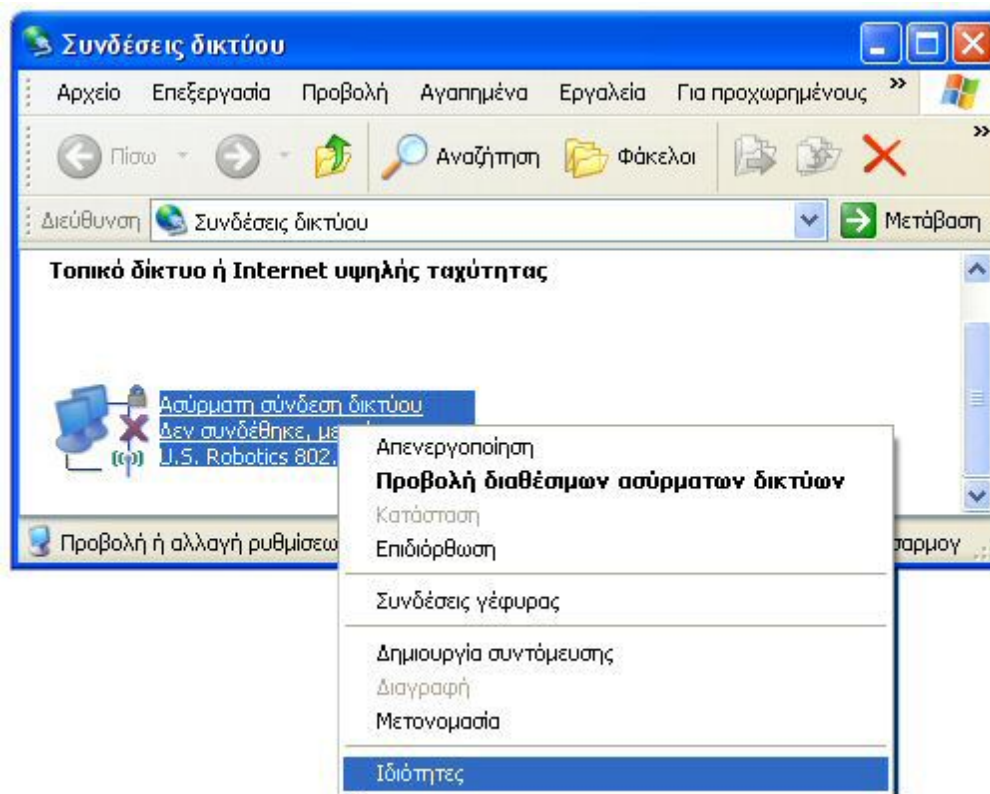 Συνδέσεις δικτύου
Αρχείο Επεξεργασία Προβολή Αγαπημένα Εργαλεία Για προχωρημένους »
Πίσω Αναζήτηση Φάκελοι »
Διεύθυνση Συνδέσεις δικτύου Μετάβαση
Τοπικό δίκτυο ή Internet υψηλής ταχύτητας
Ασύρματη σύνδεση δικτύου
Δεν συνδέθηκε,
U.S. Robotics 802.
Απενεργοποίηση
Προβολή διαθέσιμων ασύρματων δικτύων
Κατάσταση
Επιδιόρθωση
Συνδέσεις γέφυρας
Δημιουργία συντόμευσης
Διαγραφή
Μετονομασία
Ιδιότητες
Προβολή ή αλλαγή